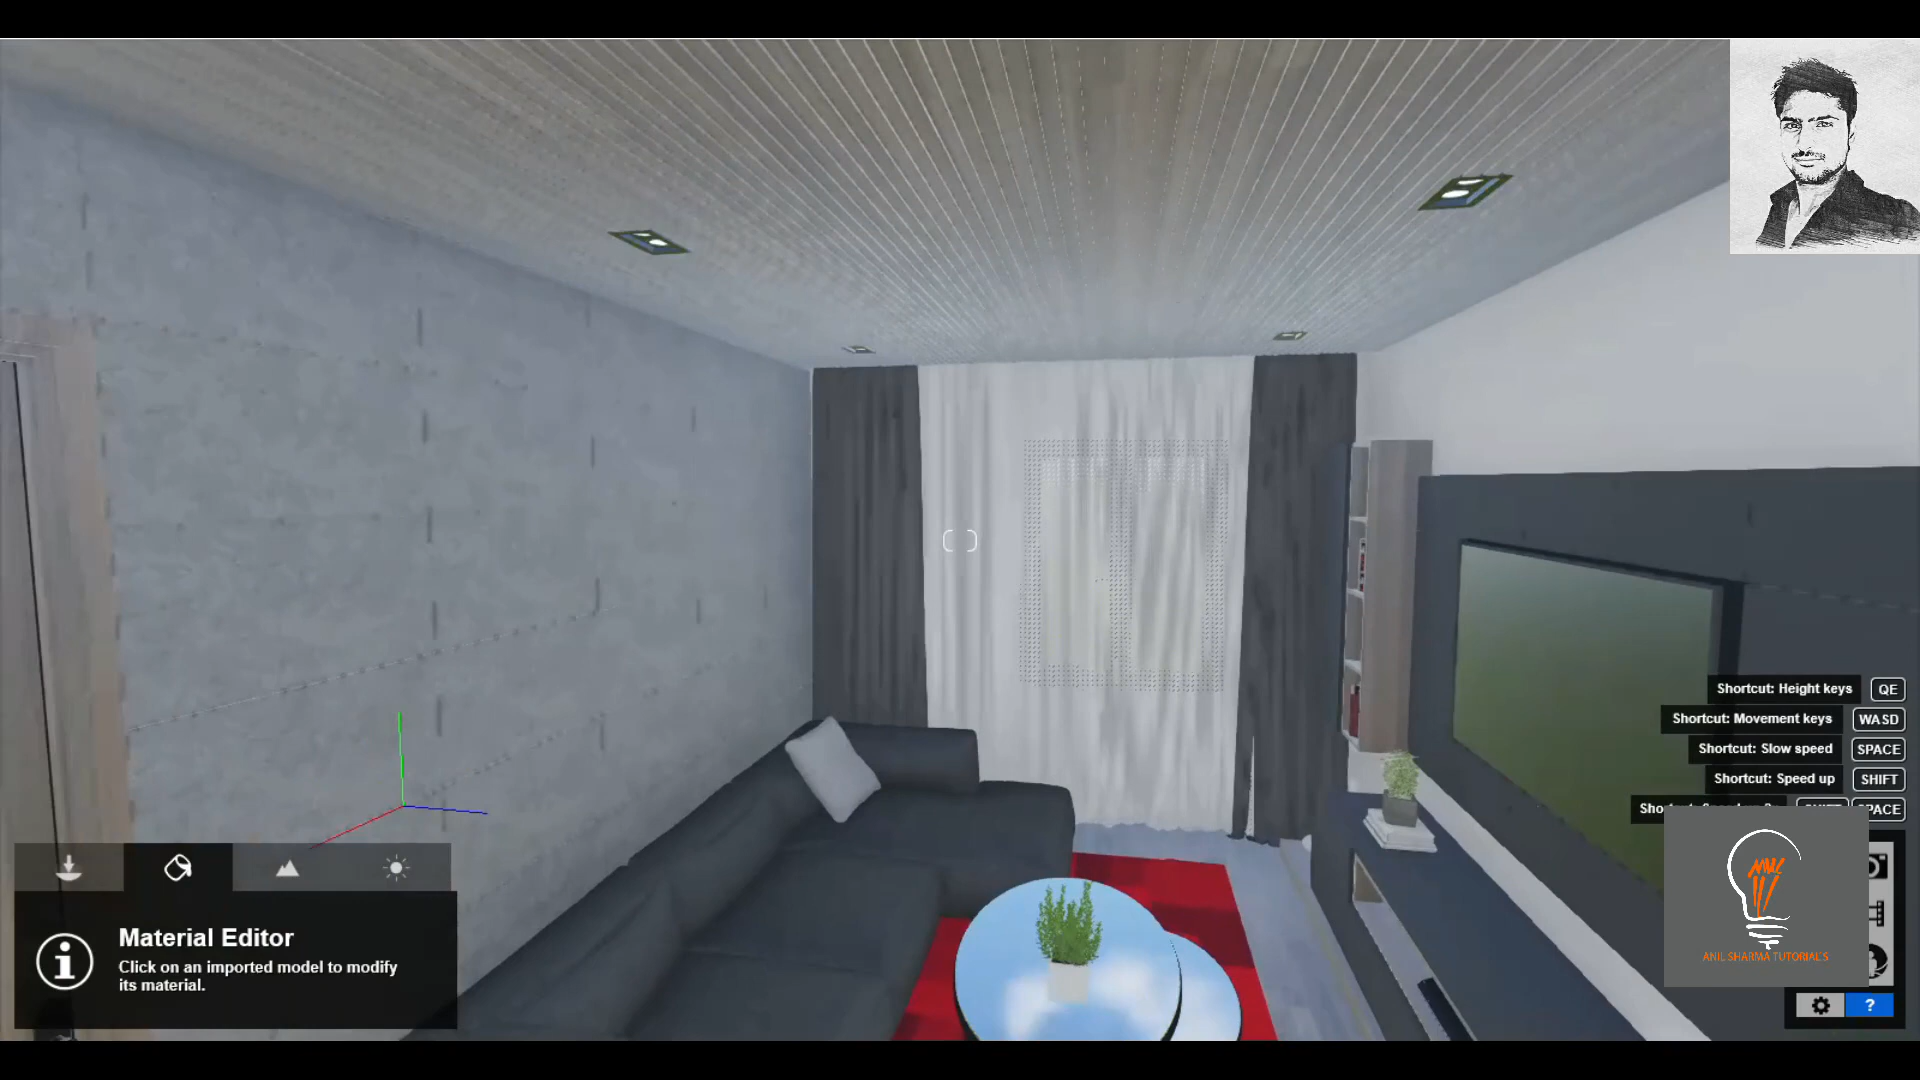 Shortcut: Height keys QE
Shortcut: Movement keys WASD
Shortcut: Slow speed SPACE
Shortcut: Speed up SHIFT
Material Editor
Click on an imported model to modify
its material.
ANIL SHARMA TUTORIAL'S
?